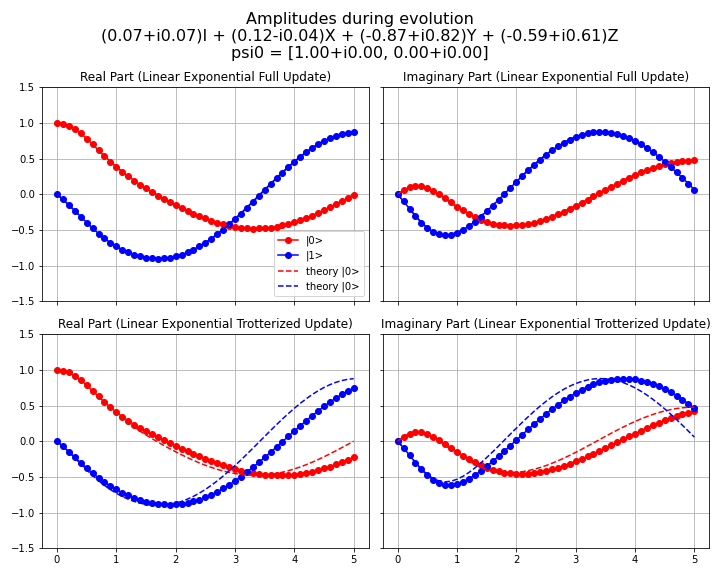 Amplitudes during evolution
(0.07+i0.07)I + (0.12-i0.04)X + (-0.87+i0.82)Y + (-0.59+i0.61)Z
psi0 = [1.00+i0.00, 0.00+i0.00]
Real Part (Linear Exponential Full Update)
1.5
1.0
0.5
0.0
−0.5
−1.0
−1.5
|0>
|1>
theory |0>
theory |0>
Imaginary Part (Linear Exponential Full Update)
Real Part (Linear Exponential Trotterized Update)
1.5
1.0
0.5
0.0
−0.5
−1.0
−1.5
0 1 2 3 4 5
Imaginary Part (Linear Exponential Trotterized Update)
0 1 2 3 4 5